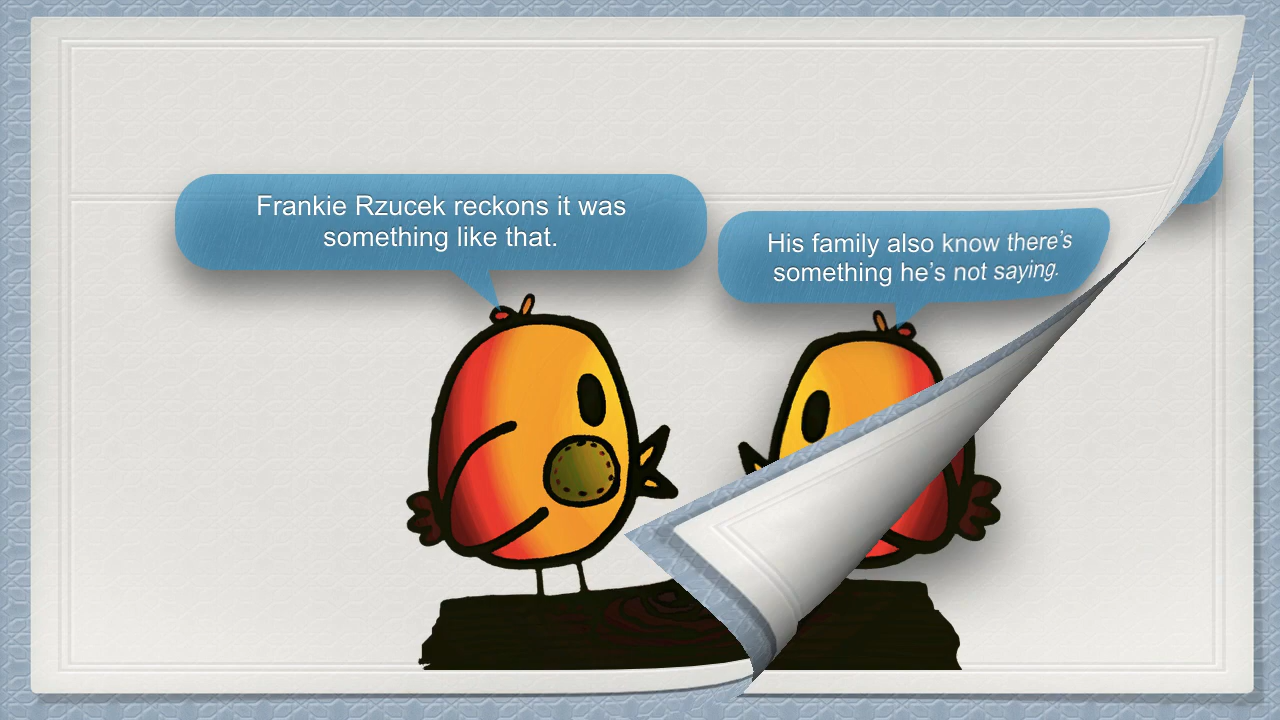 Frankie Rzucek reckons it was
something like that.
His family also know there’s
something he’s not saying.